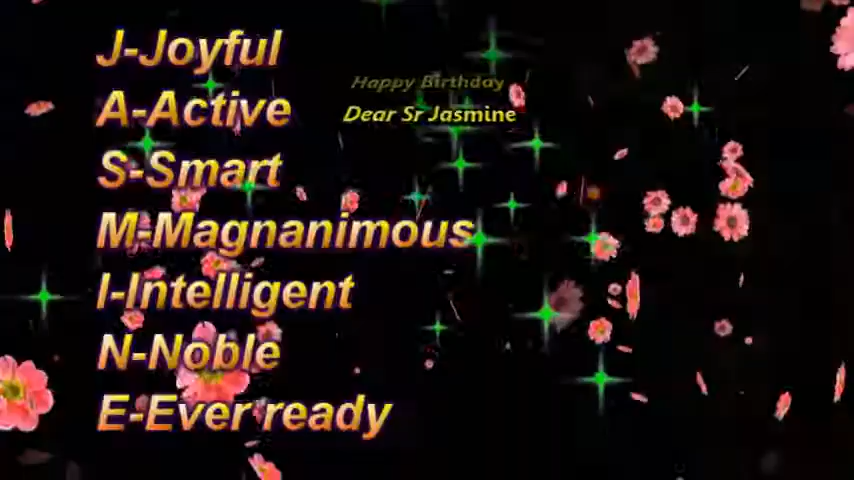 J-Joyful
A-Active
S-Smart
M-Magnanimous
I-Intelligent
N-Noble
E-Ever ready
Happy Birthday
Dear Sr Jasmine